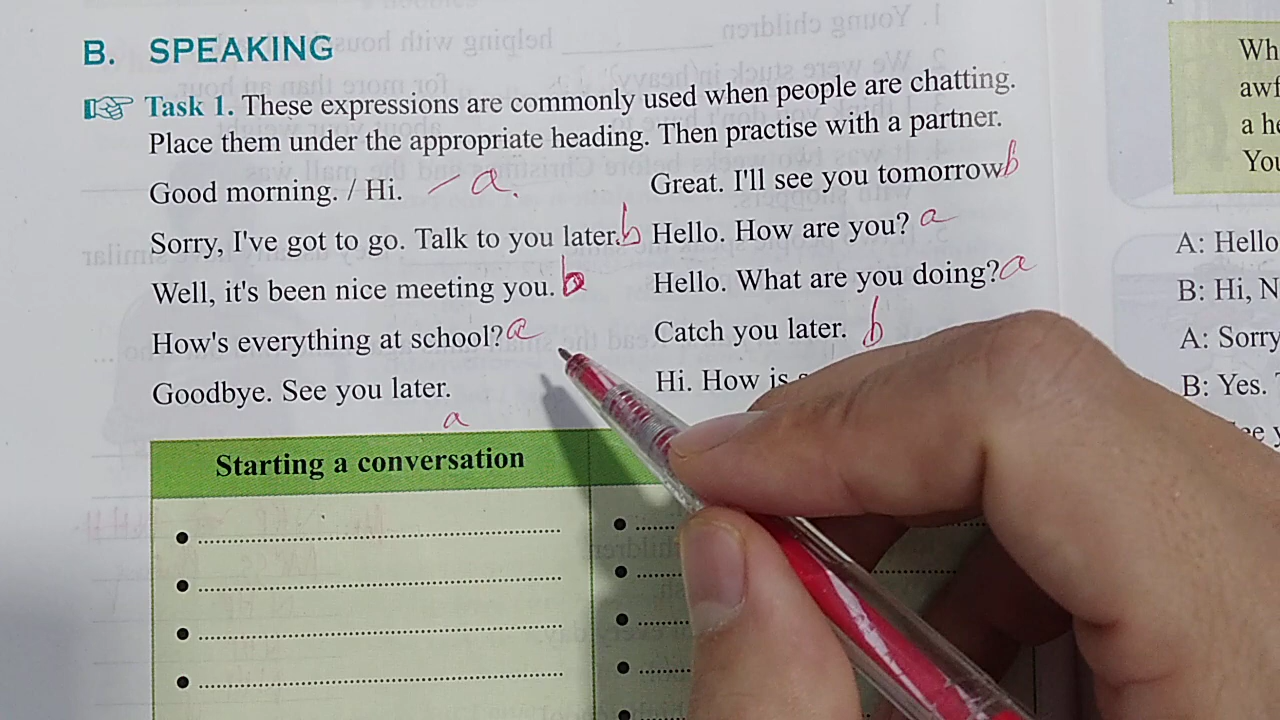 B. SPEAKING
Task 1. These expressions are commonly used when people are chatting.
Place them under the appropriate heading. Then practise with a partner.
Good morning. / Hi. – a.
Great. I'll see you tomorrow b
Sorry, I've got to go. Talk to you later. b
Hello. How are you? a
Well, it's been nice meeting you. b
Hello. What are you doing? a
How's everything at school? a
Catch you later. b
Goodbye. See you later.
Hi. How is
a
Starting a conversation
Wh
awf
a he
You
A: Hello
B: Hi, N
A: Sorry
B: Yes.